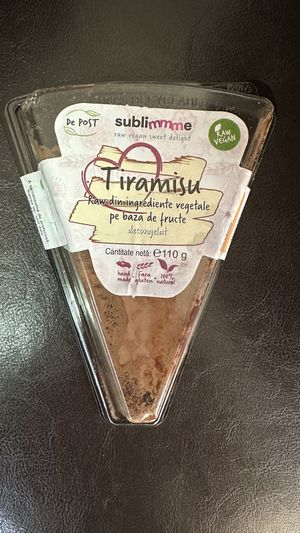 De POST
sublimmme
raw vegan sweet delight
RAW
VEGAN
Tiramisu
Raw din ingrediente vegetale
pe baza de fructe
decongelat
Cantitate netă: ℮110 g
hand
made
fara
gluten
100%
natural